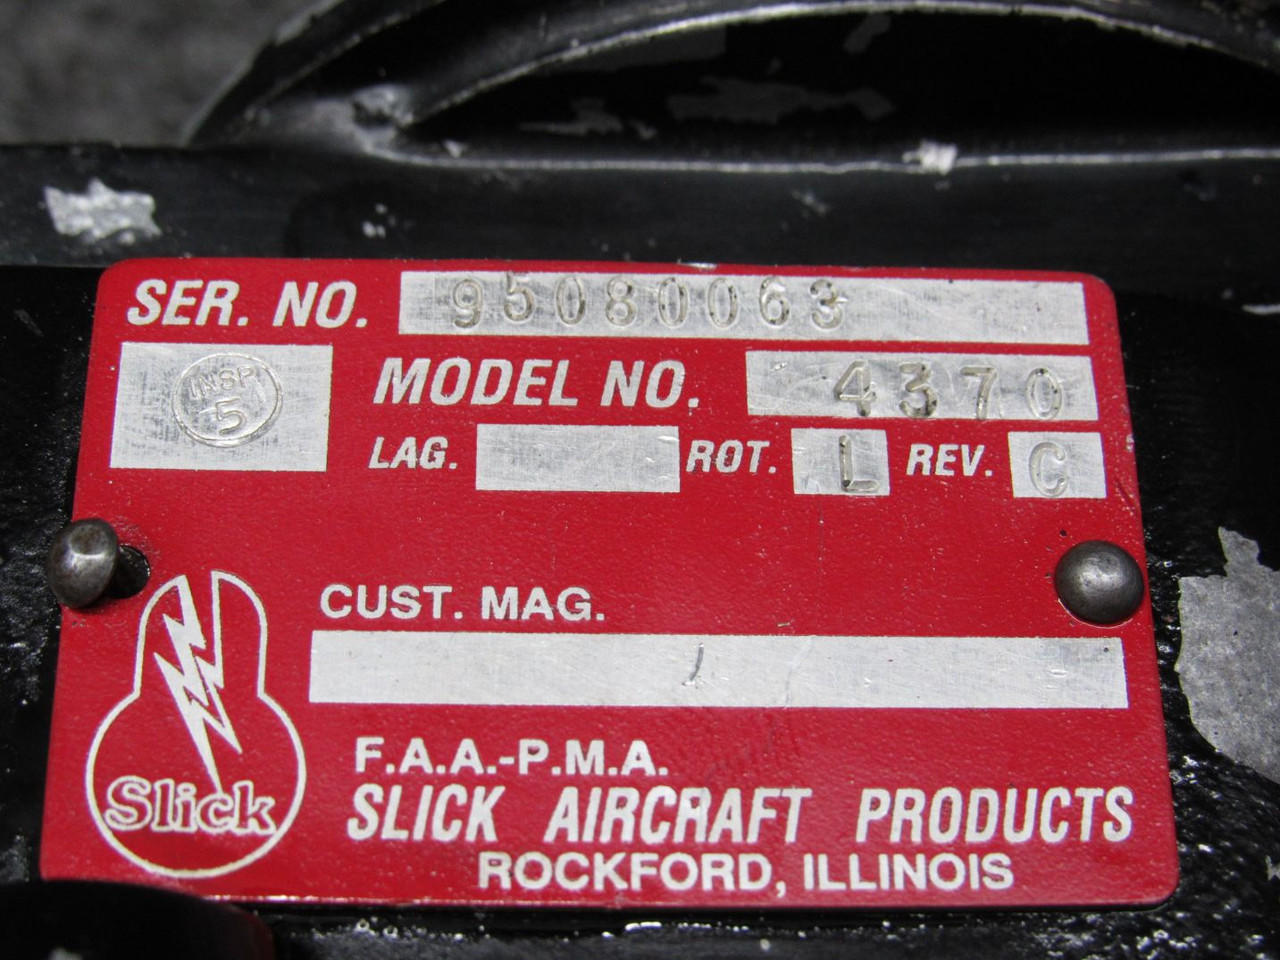 SER. NO. 95080063
INSP
5
MODEL NO. 4370
LAG. ROT. L REV. C
CUST. MAG.
Slick
F.A.A.-P.M.A.
SLICK AIRCRAFT PRODUCTS
ROCKFORD, ILLINOIS